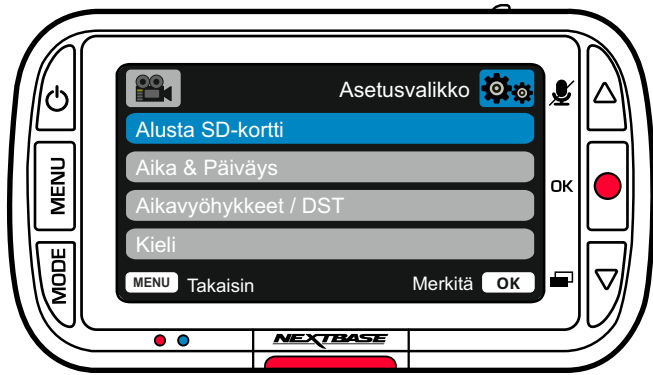 Asetusvalikko
Alusta SD-kortti
Aika & Päiväys
Aikavyöhykkeet / DST
Kieli
MENU Takaisin Merkitä OK
MENU
MODE
OK
NEXTBASE